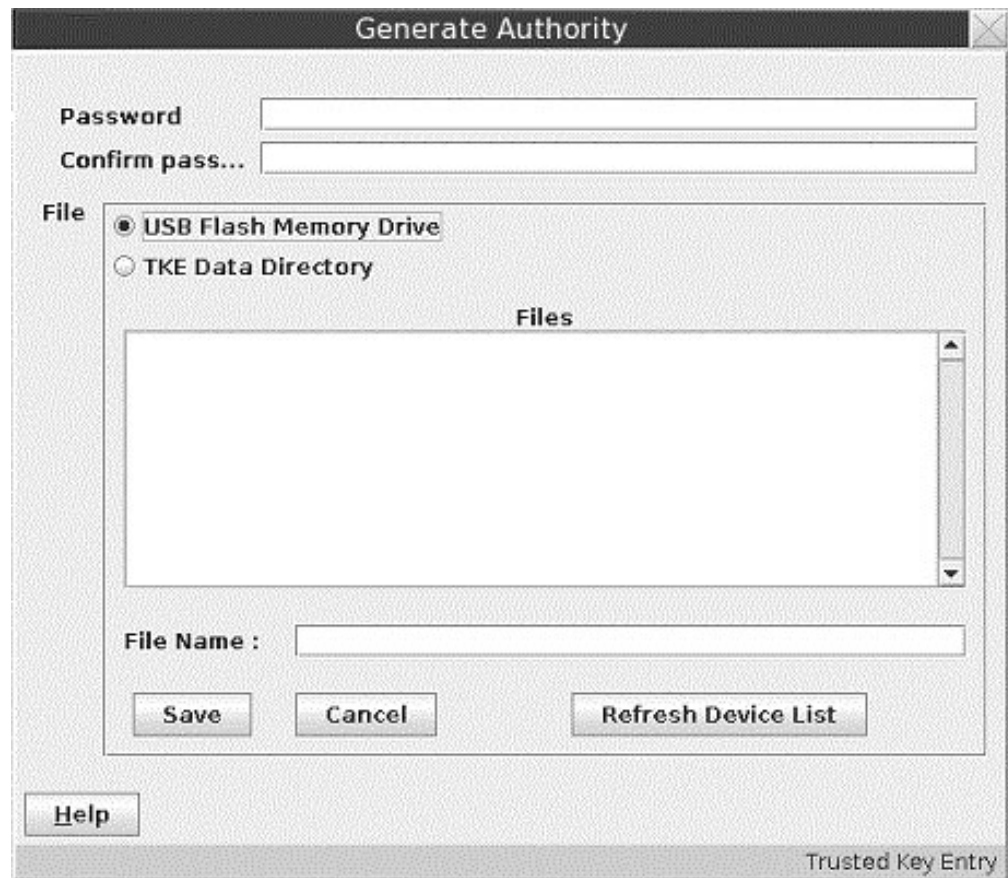 Generate Authority
Password
Confirm pass...
File
USB Flash Memory Drive
TKE Data Directory
Files
File Name :
Save Cancel Refresh Device List
Help
Trusted Key Entry